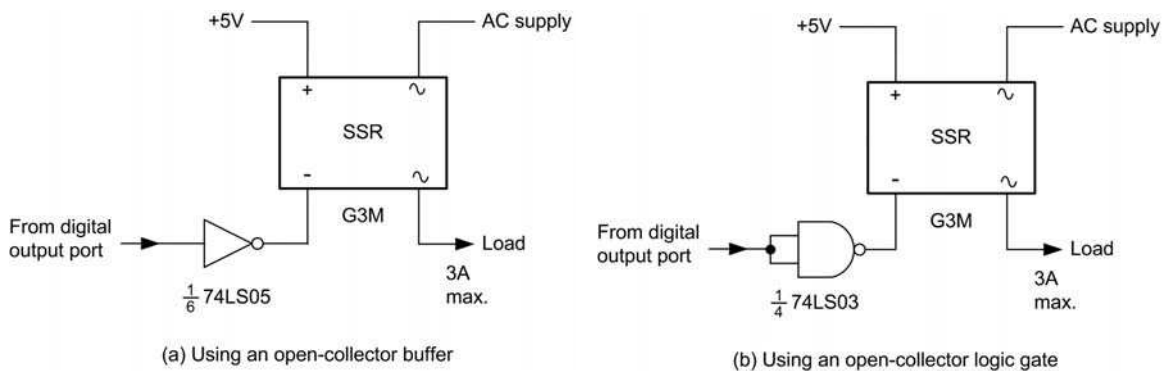 +5V
AC supply
+
∿
SSR
-
∿
G3M
From digital
output port
Load
3A
max.
1/6 74LS05
(a) Using an open-collector buffer
+5V
AC supply
+
∿
SSR
-
∿
G3M
From digital
output port
Load
3A
max.
1/4 74LS03
(b) Using an open-collector logic gate